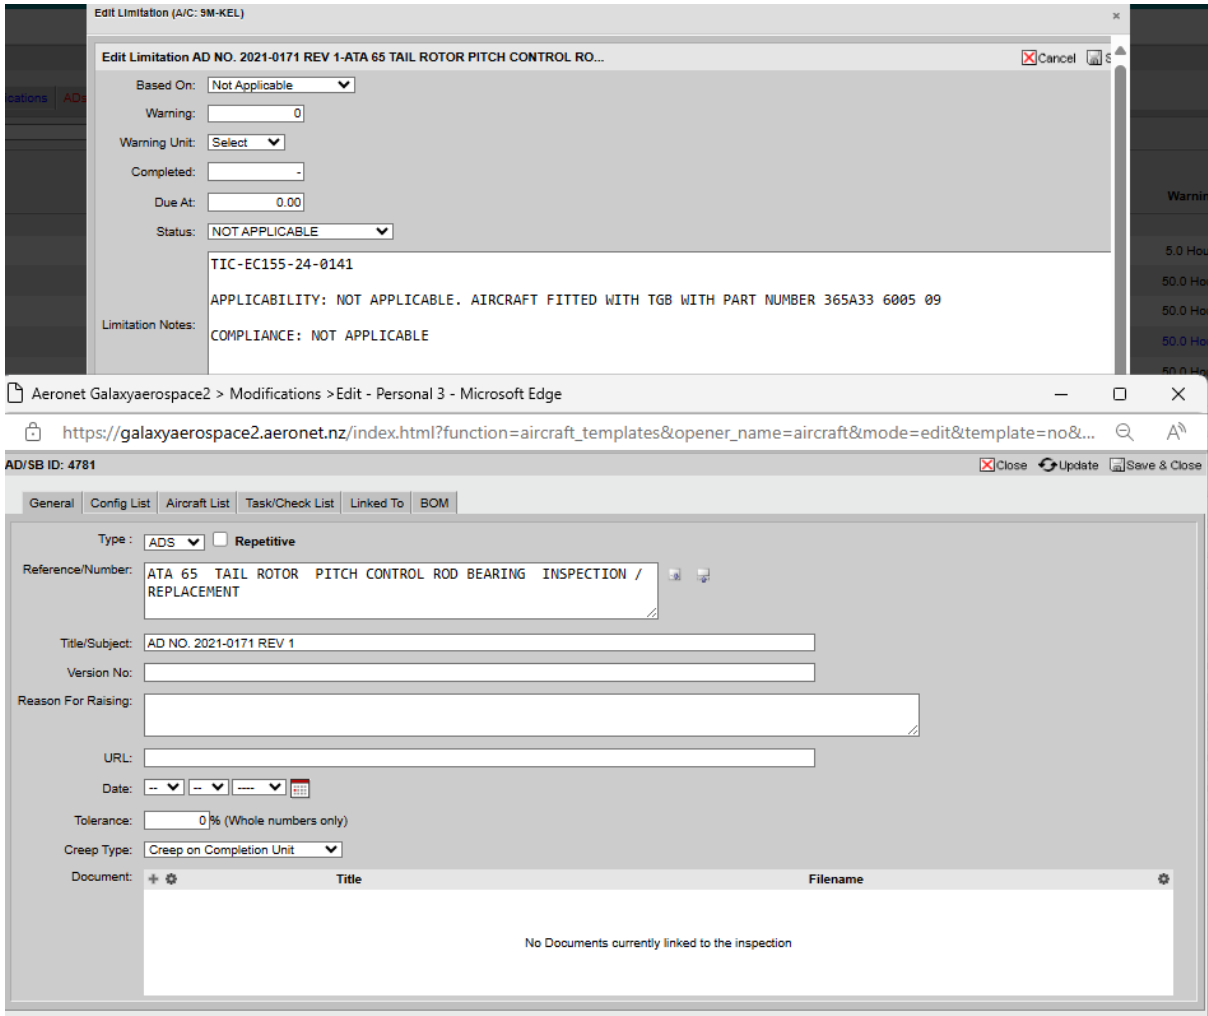 Edit Limitation (A/C: 9M-KEL)
×
Edit Limitation AD NO. 2021-0171 REV 1-ATA 65 TAIL ROTOR PITCH CONTROL RO...
Cancel
S
Based On: Not Applicable
ications ADs
Warning: 0
Warning Unit: Select
Completed: -
Due At: 0.00
Warnin
Status: NOT APPLICABLE
5.0 Hou
50.0 Ho
50.0 Ho
50.0 Ho
50.0 Ho
TIC-EC155-24-0141
APPLICABILITY: NOT APPLICABLE. AIRCRAFT FITTED WITH TGB WITH PART NUMBER 365A33 6005 09
Limitation Notes:
COMPLIANCE: NOT APPLICABLE
Aeronet Galaxyaerospace2 > Modifications >Edit - Personal 3 - Microsoft Edge
https://galaxyaerospace2.aeronet.nz/index.html?function=aircraft_templates&opener_name=aircraft&mode=edit&template=no&...
AD/SB ID: 4781
Close Update Save & Close
General Config List Aircraft List Task/Check List Linked To BOM
Type : ADS Repetitive
Reference/Number: ATA 65 TAIL ROTOR PITCH CONTROL ROD BEARING INSPECTION /
REPLACEMENT
Title/Subject: AD NO. 2021-0171 REV 1
Version No:
Reason For Raising:
URL:
Date: -- -- ----
Tolerance: 0 % (Whole numbers only)
Creep Type: Creep on Completion Unit
Document: Title Filename
No Documents currently linked to the inspection